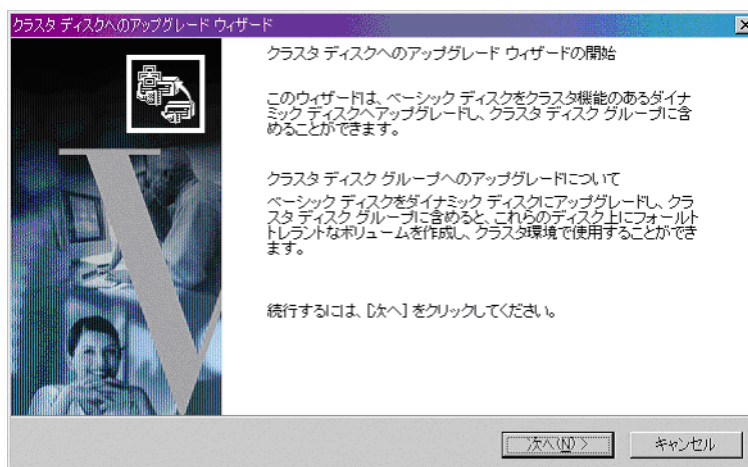 クラスタ ディスクへのアップグレード ウィザード
クラスタ ディスクへのアップグレード ウィザードの開始
このウィザードは、ベーシック ディスクをクラスタ機能のあるダイナ
ミック ディスクへアップグレードし、クラスタ ディスク グループに含
めることができます。
クラスタ ディスク グループへのアップグレードについて
ベーシック ディスクをダイナミック ディスクにアップグレードし、クラ
スタ ディスク グループに含めると、これらのディスク上にフォールト
トレラントなボリュームを作成し、クラスタ環境で使用することができ
ます。
続行するには、[次へ] をクリックしてください。
次へ(N) >
キャンセル